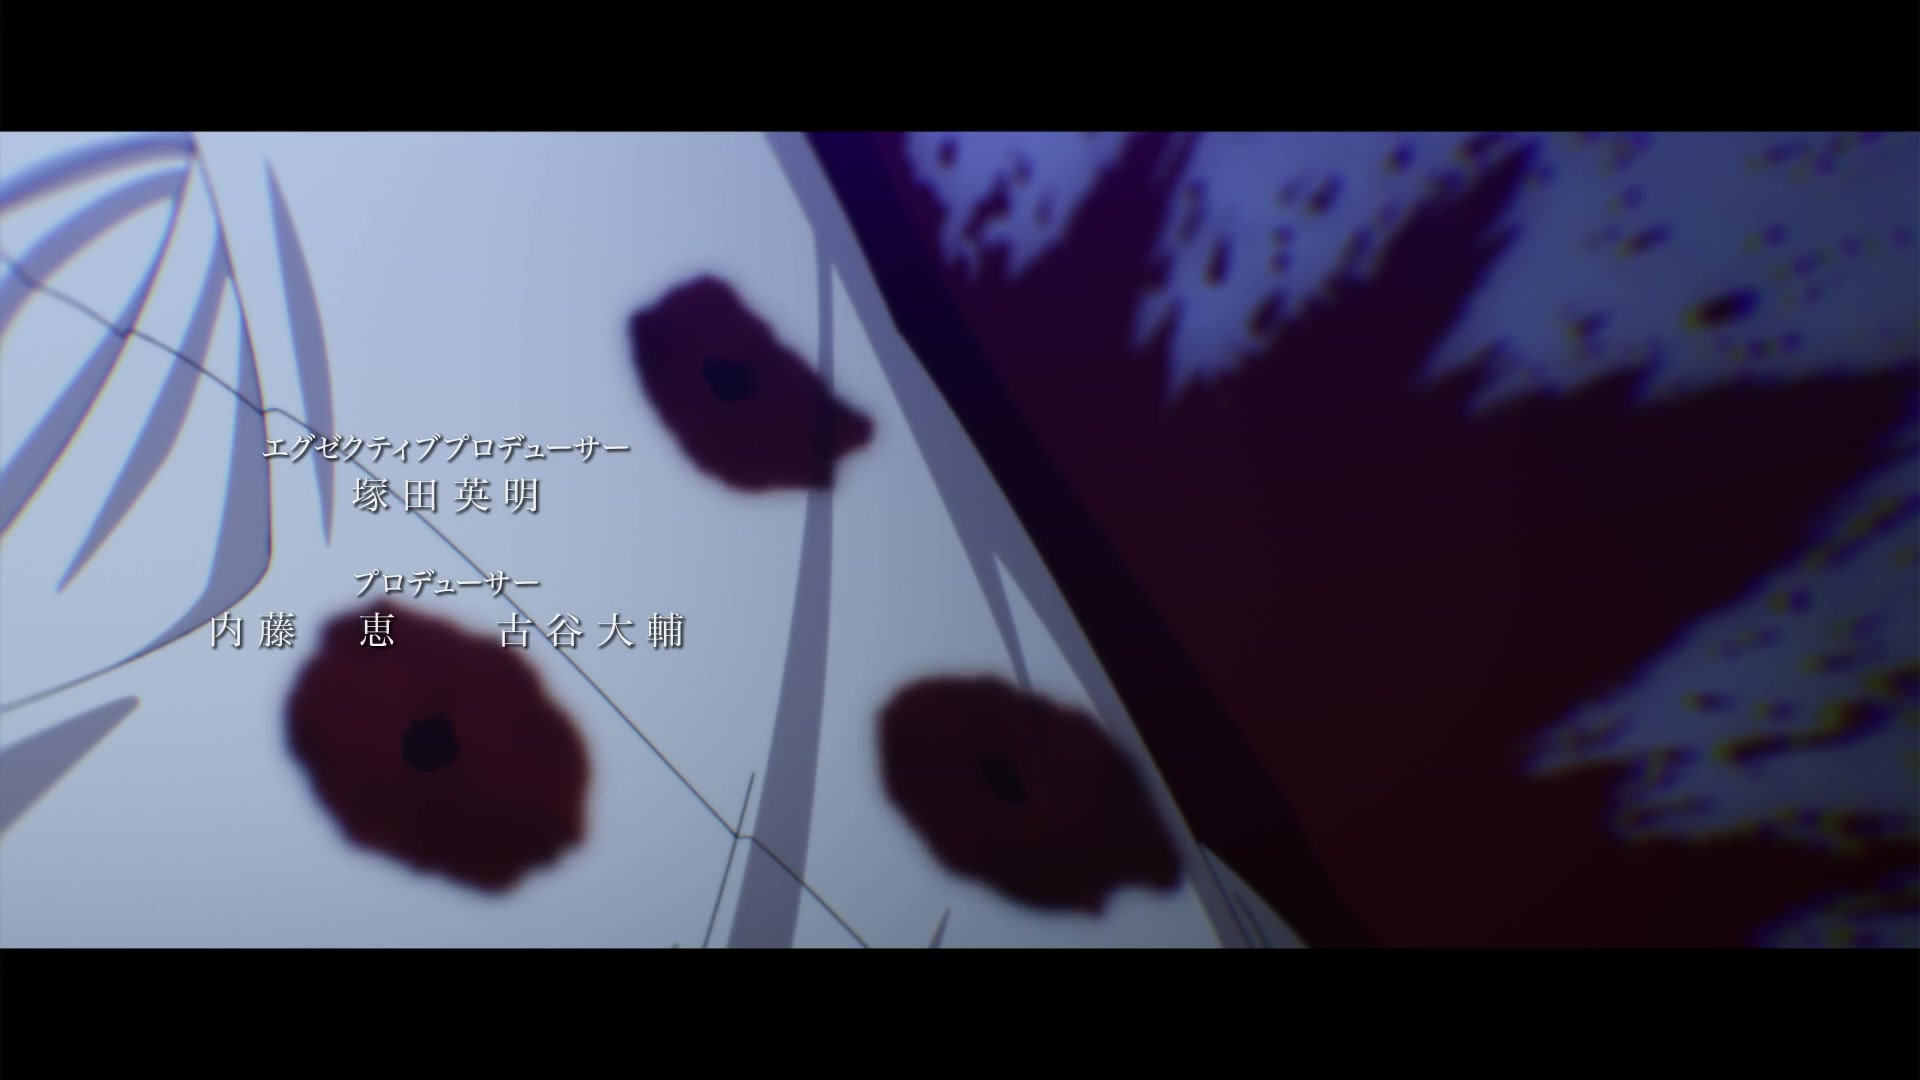 エグゼクティブプロデューサー
塚田英明
プロデューサー
内藤 恵 古谷大輔